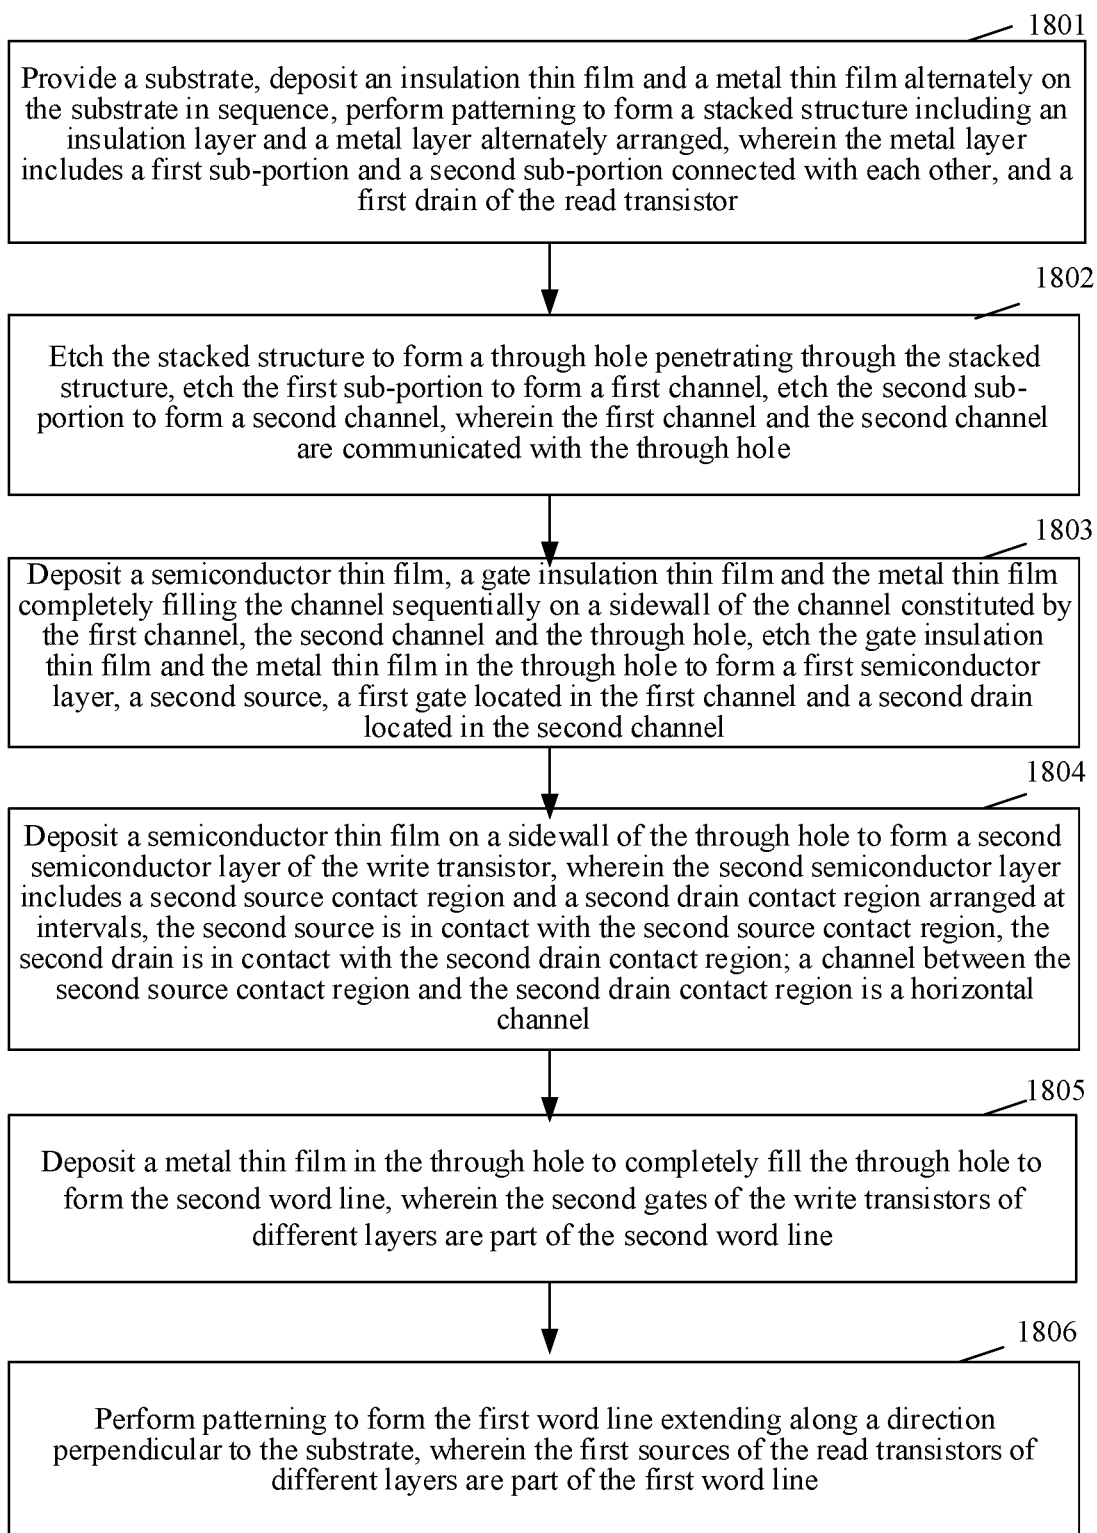 1801
Provide a substrate, deposit an insulation thin film and a metal thin film alternately on
the substrate in sequence, perform patterning to form a stacked structure including an
insulation layer and a metal layer alternately arranged, wherein the metal layer
includes a first sub-portion and a second sub-portion connected with each other, and a
first drain of the read transistor
1802
Etch the stacked structure to form a through hole penetrating through the stacked
structure, etch the first sub-portion to form a first channel, etch the second sub-
portion to form a second channel, wherein the first channel and the second channel
are communicated with the through hole
1803
Deposit a semiconductor thin film, a gate insulation thin film and the metal thin film
completely filling the channel sequentially on a sidewall of the channel constituted by
the first channel, the second channel and the through hole, etch the gate insulation
thin film and the metal thin film in the through hole to form a first semiconductor
layer, a second source, a first gate located in the first channel and a second drain
located in the second channel
1804
Deposit a semiconductor thin film on a sidewall of the through hole to form a second
semiconductor layer of the write transistor, wherein the second semiconductor layer
includes a second source contact region and a second drain contact region arranged at
intervals, the second source is in contact with the second source contact region, the
second drain is in contact with the second drain contact region; a channel between the
second source contact region and the second drain contact region is a horizontal
channel
1805
Deposit a metal thin film in the through hole to completely fill the through hole to
form the second word line, wherein the second gates of the write transistors of
different layers are part of the second word line
1806
Perform patterning to form the first word line extending along a direction
perpendicular to the substrate, wherein the first sources of the read transistors of
different layers are part of the first word line